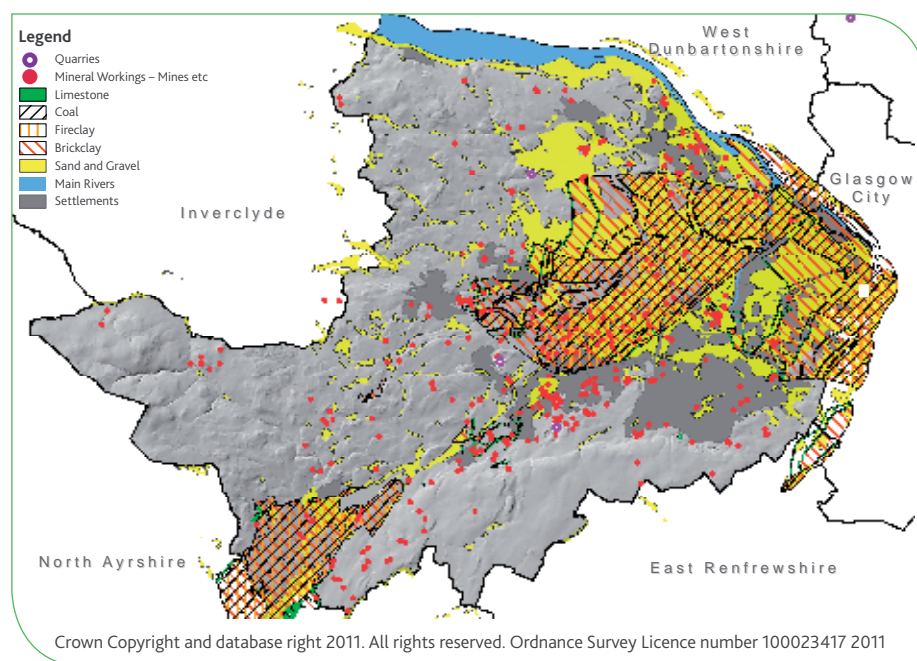 Legend
Quarries
Mineral Workings – Mines etc
Limestone
Coal
Fireclay
Brickclay
Sand and Gravel
Main Rivers
Settlements
West
Dunbartonshire
Glasgow
City
Inverclyde
North Ayrshire
East Renfrewshire
Crown Copyright and database right 2011. All rights reserved. Ordnance Survey Licence number 100023417 2011